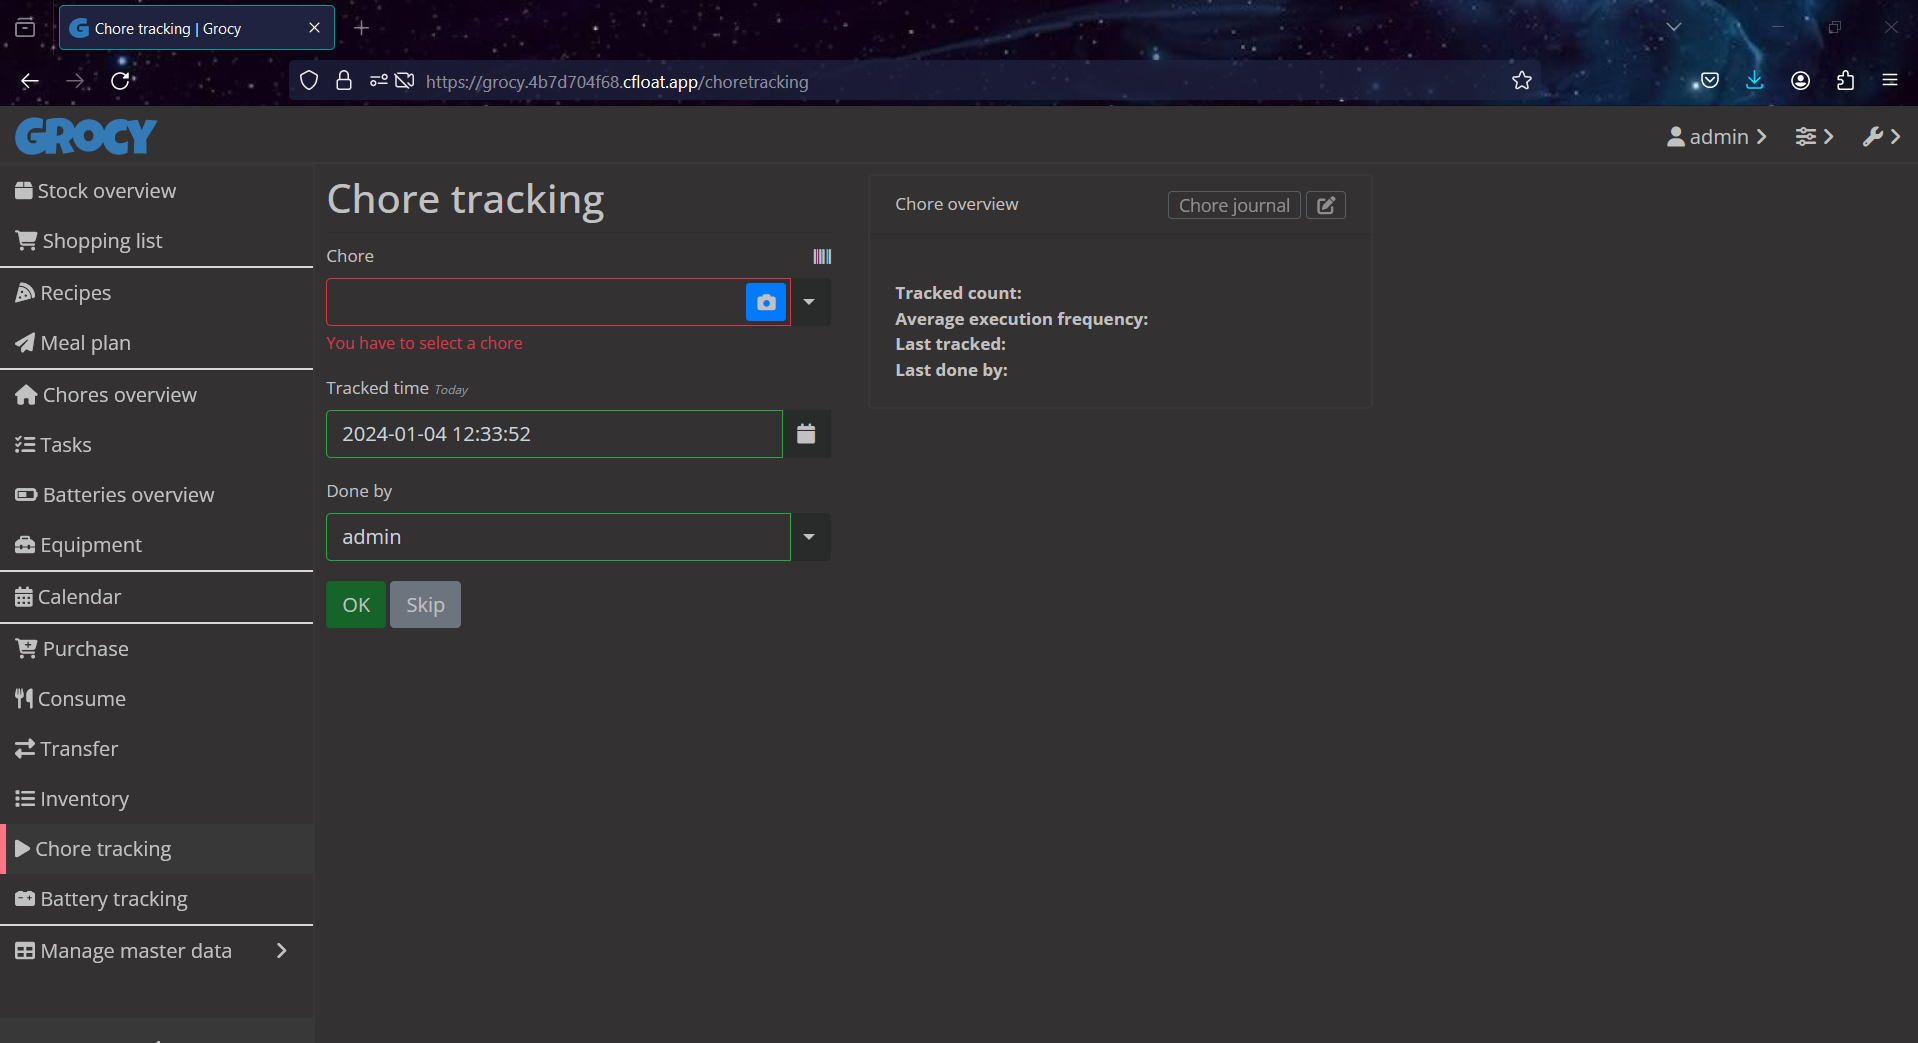 Chore tracking | Grocy
https://grocy.4b7d704f68.cfloat.app/choretracking
GROCY
admin
Stock overview
Shopping list
Recipes
Meal plan
Chores overview
Tasks
Batteries overview
Equipment
Calendar
Purchase
Consume
Transfer
Inventory
Chore tracking
Battery tracking
Manage master data
Chore tracking
Chore
You have to select a chore
Tracked time Today
2024-01-04 12:33:52
Done by
admin
OK Skip
Chore overview
Chore journal
Tracked count:
Average execution frequency:
Last tracked:
Last done by: